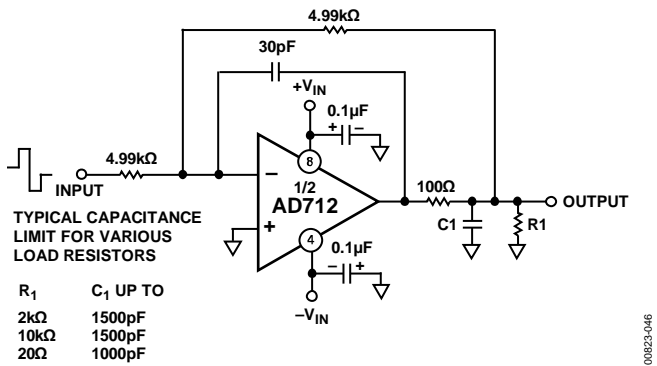 4.99kΩ
30pF
+VIN
0.1µF
+ –
4.99kΩ
8
–
INPUT
1/2
AD712
100Ω
OUTPUT
+
C1
R1
TYPICAL CAPACITANCE
LIMIT FOR VARIOUS
LOAD RESISTORS
4
0.1µF
– +
–VIN
R1 C1 UP TO
2kΩ 1500pF
10kΩ 1500pF
20Ω 1000pF
00823-046